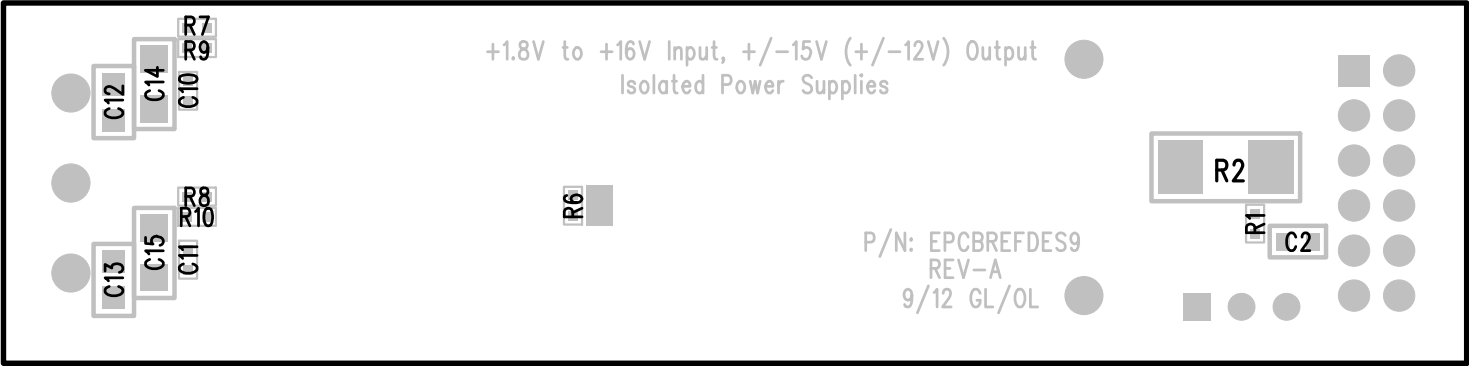 R7
R9
C14
C10
C12
+1.8V to +16V Input, +/-15V (+/-12V) Output
Isolated Power Supplies
R2
R8
R10
C15
C11
C13
R6
R1
C2
P/N: EPCBREFDES9
REV-A
9/12 GL/OL